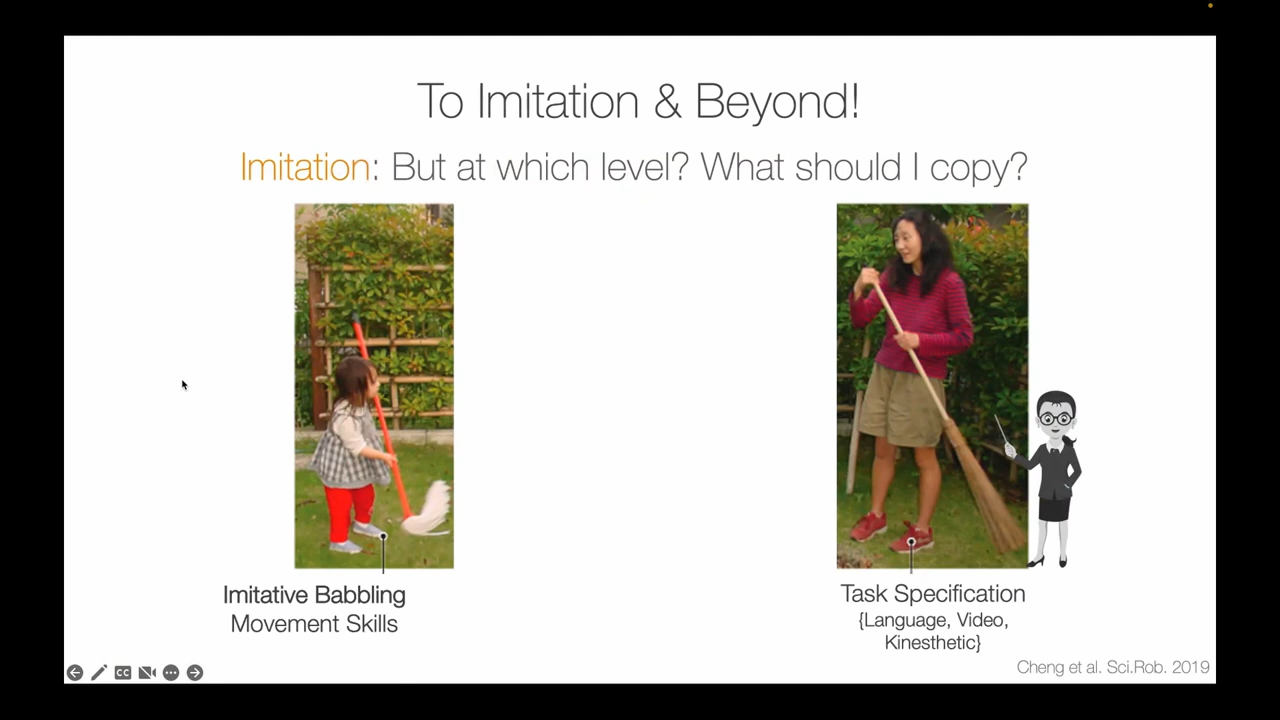 To Imitation & Beyond!
Imitation: But at which level? What should I copy?
Imitative Babbling
Movement Skills
Task Specification
{Language, Video,
Kinesthetic}
Cheng et al. Sci.Rob. 2019
CC